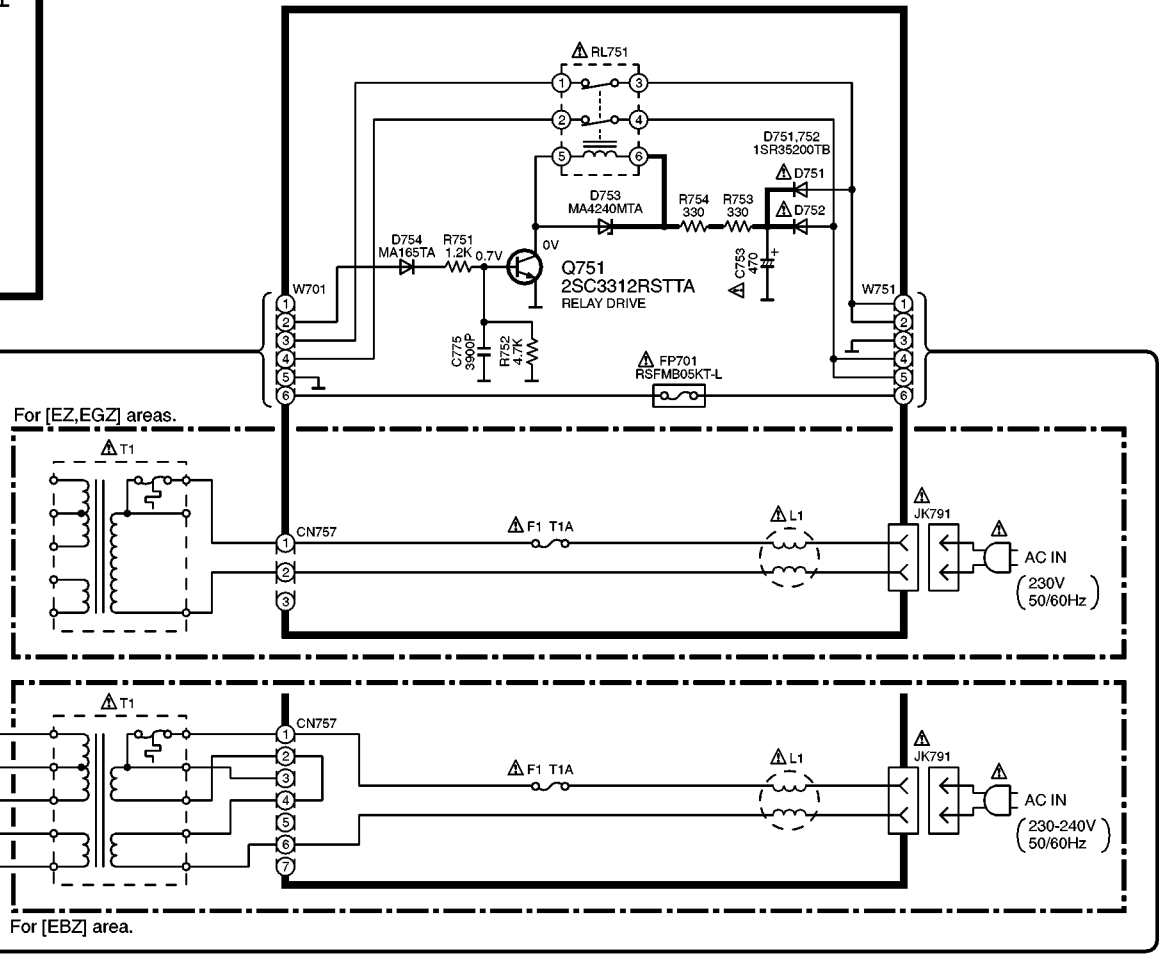 RL751
1
3
2
4
5
6
D751,752
1SR35200TB
D751
D752
D753
MA4240MTA
R754
330
R753
330
C753
470
+
D754
MA165TA
R751
1.2K
0.7V
0V
Q751
2SC3312RSTTA
RELAY DRIVE
C775
3900P
R752
4.7K
W701
1
2
3
4
5
6
W751
1
2
3
4
5
6
FP701
RSFMB05KT-L
For [EZ,EGZ] areas.
T1
CN757
1
2
3
F1 T1A
L1
JK791
AC IN
(230V
50/60Hz)
T1
CN757
1
2
3
4
5
6
7
F1 T1A
L1
JK791
AC IN
(230-240V
50/60Hz)
For [EBZ] area.